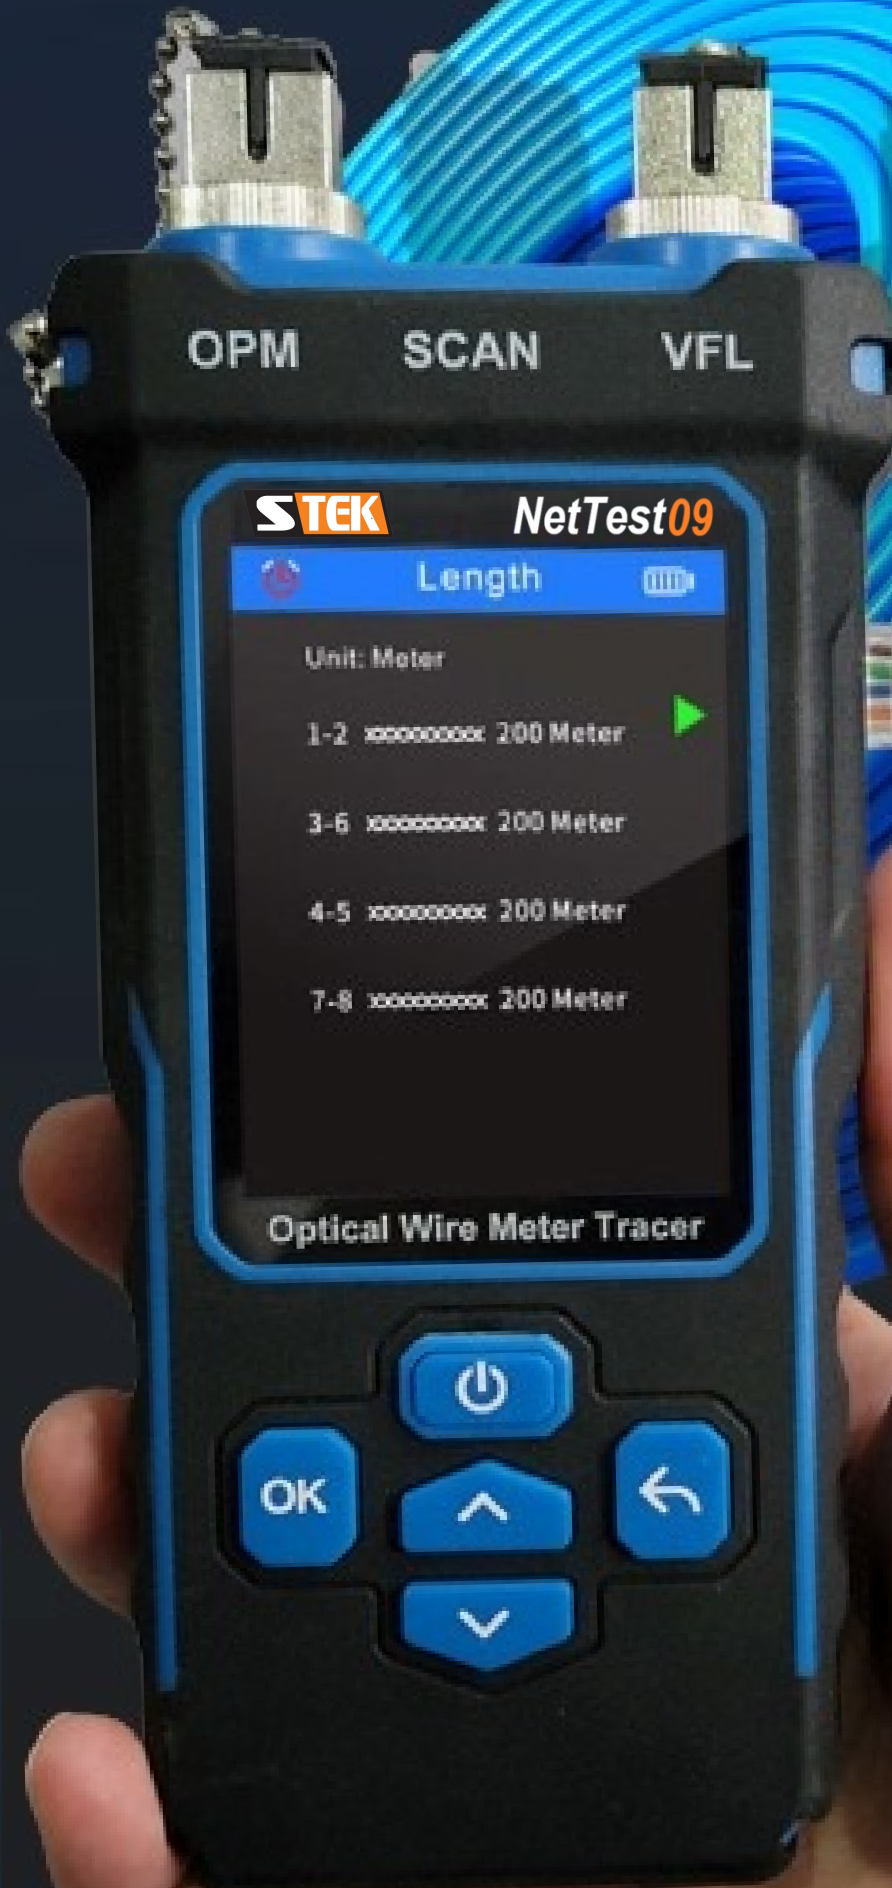 OPM SCAN VFL
STEK NetTest09
Length
Unit: Meter
1-2 xxxxxxxxxx 200 Meter
3-6 xxxxxxxxxx 200 Meter
4-5 xxxxxxxxxx 200 Meter
7-8 xxxxxxxxxx 200 Meter
Optical Wire Meter Tracer
OK